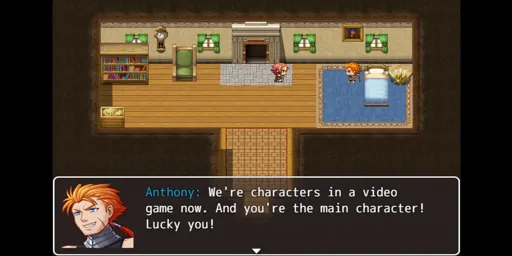 Anthony: We're characters in a video
game now. And you're the main character!
Lucky you!